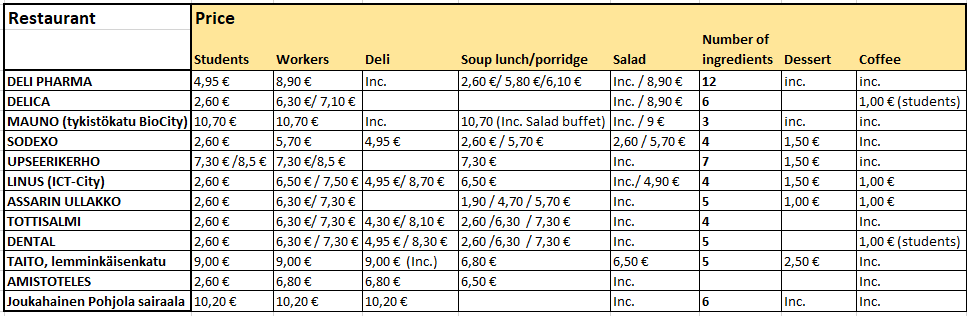 Restaurant Price
Students Workers Deli Soup lunch/porridge Salad Number of ingredients Dessert Coffee
DELI PHARMA 4,95 € 8,90 € Inc. 2,60 €/ 5,80 €/6,10 € Inc. / 8,90 € 12 inc. inc.
DELICA 2,60 € 6,30 €/ 7,10 € Inc. / 8,90 € 6 1,00 € (students)
MAUNO (tykistökatu BioCity) 10,70 € 10,70 € Inc. 10,70 (Inc. Salad buffet) Inc. / 9 € 3 inc. inc.
SODEXO 2,60 € 5,70 € 4,95 € 2,60 € / 5,70 € 2,60 / 5,70 € 4 1,50 € inc.
UPSEERIKERHO 7,30 € /8,5 € 7,30 €/8,5 € 7,30 € Inc. 7 1,50 € inc.
LINUS (ICT-City) 2,60 € 6,50 € / 7,50 € 4,95 €/ 8,70 € 6,50 € Inc./ 4,90 € 4 1,50 € 1,00 €
ASSARIN ULLAKKO 2,60 € 6,30 €/ 7,30 € 1,90 / 4,70 / 5,70 € Inc. 5 1,00 € 1,00 €
TOTTISALMI 2,60 € 6,30 €/ 7,30 € 4,30 €/ 8,10 € 2,60 /6,30 / 7,30 € Inc. 4 Inc.
DENTAL 2,60 € 6,30 € / 7,30 € 4,95 € / 8,30 € 2,60 /6,30 / 7,30 € Inc. 5 1,00 € (students)
TAITO, lemminkäisenkatu 9,00 € 9,00 € 9,00 € (Inc.) 6,80 € 6,50 € 5 2,50 € Inc.
AMISTOTELES 2,60 € 6,80 € 6,80 € 6,50 € Inc. Inc.
Joukahainen Pohjola sairaala 10,20 € 10,20 € 10,20 € Inc. 6 Inc. Inc.